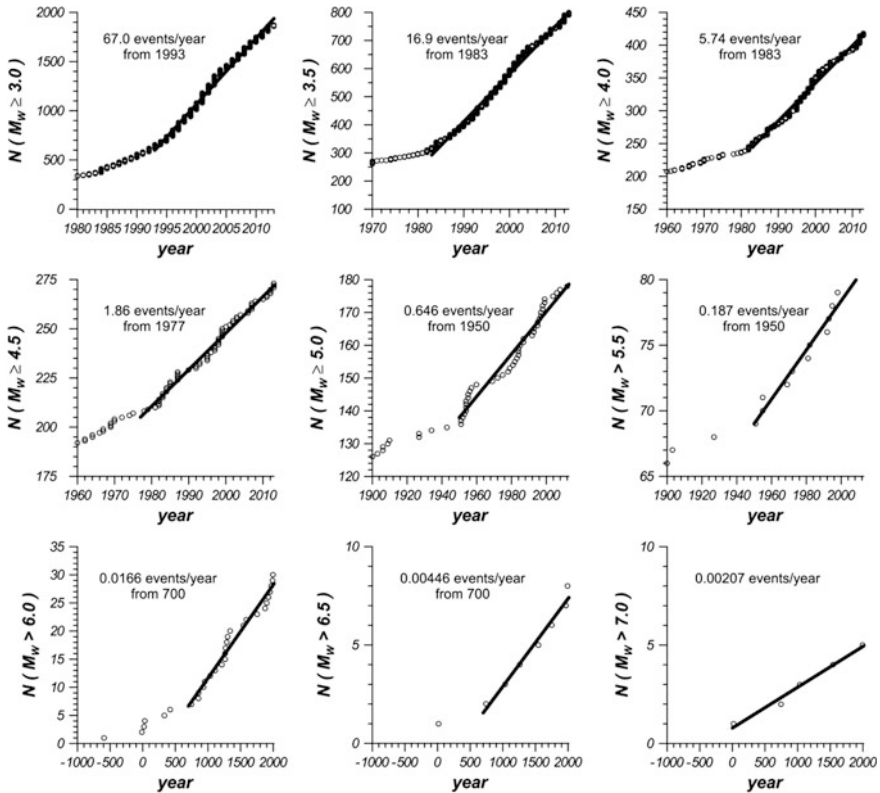 N ( Mw ≥ 3.0 )
2000
1500
1000
500
0
67.0 events/year
from 1993
1980 1985 1990 1995 2000 2005 2010
year
N ( Mw ≥ 3.5 )
800
700
600
500
400
300
200
100
16.9 events/year
from 1983
1970 1980 1990 2000 2010
year
N ( Mw ≥ 4.0 )
450
400
350
300
250
200
150
5.74 events/year
from 1983
1960 1970 1980 1990 2000 2010
year
N ( Mw ≥ 4.5 )
275
250
225
200
175
1.86 events/year
from 1977
1960 1970 1980 1990 2000 2010
year
N ( Mw ≥ 5.0 )
180
170
160
150
140
130
120
0.646 events/year
from 1950
1900 1920 1940 1960 1980 2000
year
N ( Mw > 5.5 )
80
75
70
65
0.187 events/year
from 1950
1900 1920 1940 1960 1980 2000
year
N ( Mw > 6.0 )
35
30
25
20
15
10
5
0
0.0166 events/year
from 700
-1000 -500 0 500 1000 1500 2000
year
N ( Mw > 6.5 )
10
5
0
0.00446 events/year
from 700
-1000 -500 0 500 1000 1500 2000
year
N ( Mw > 7.0 )
10
5
0
0.00207 events/year
-1000 -500 0 500 1000 1500 2000
year